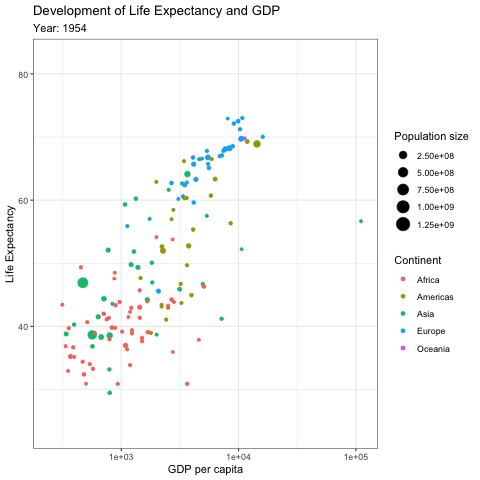 Development of Life Expectancy and GDP
Year: 1954
80
60
40
Life Expectancy
1e+03
1e+04
1e+05
GDP per capita
Population size
2.50e+08
5.00e+08
7.50e+08
1.00e+09
1.25e+09
Continent
Africa
Americas
Asia
Europe
Oceania